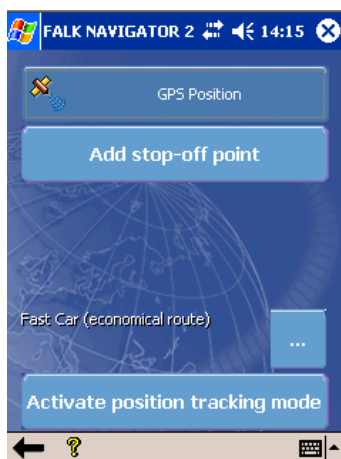 FALK NAVIGATOR 2 14:15
GPS Position
Add stop-off point
Fast Car (economical route)
...
Activate position tracking mode
?